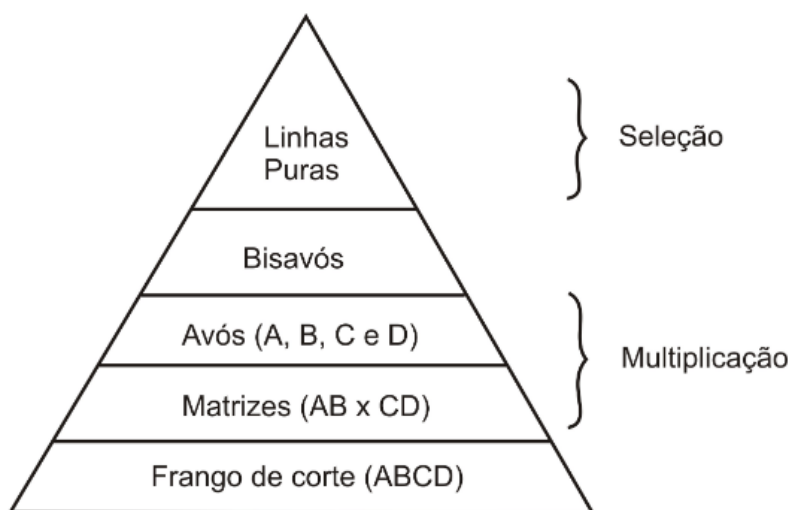 Linhas
Puras
Seleção
Bisavós
Avós (A, B, C e D)
Multiplicação
Matrizes (AB x CD)
Frango de corte (ABCD)